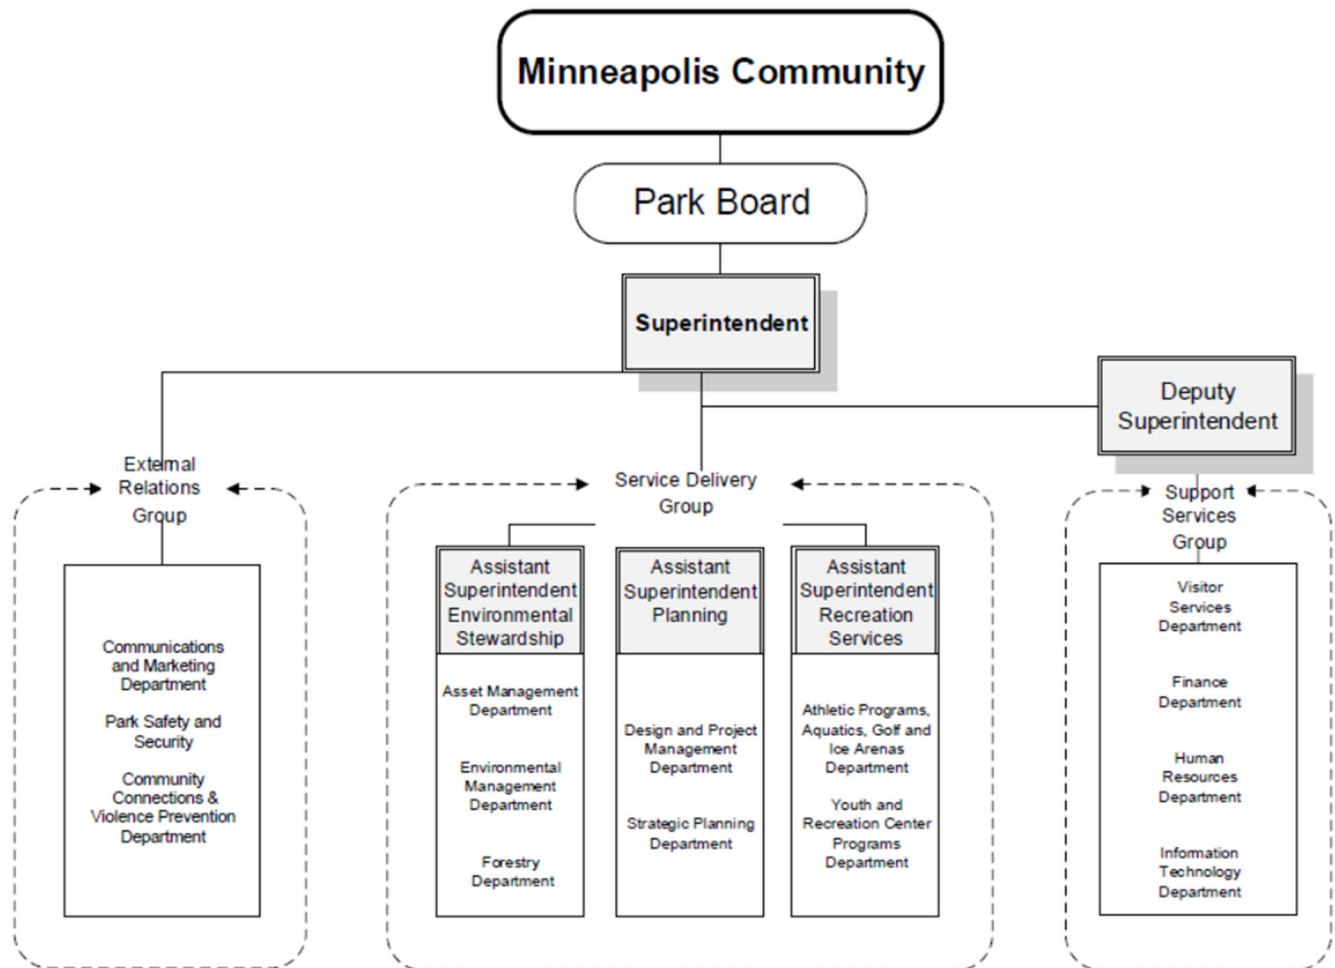 Minneapolis Community
Park Board
Superintendent
Deputy
Superintendent
External
Relations
Group
Communications
and Marketing
Department
Park Safety and
Security
Community
Connections &
Violence Prevention
Department
Service Delivery
Group
Assistant
Superintendent
Environmental
Stewardship
Asset Management
Department
Environmental
Management
Department
Forestry
Department
Assistant
Superintendent
Planning
Design and Project
Management
Department
Strategic Planning
Department
Assistant
Superintendent
Recreation
Services
Athletic Programs,
Aquatics, Golf and
Ice Arenas
Department
Youth and
Recreation Center
Programs
Department
Support
Services
Group
Visitor
Services
Department
Finance
Department
Human
Resources
Department
Information
Technology
Department